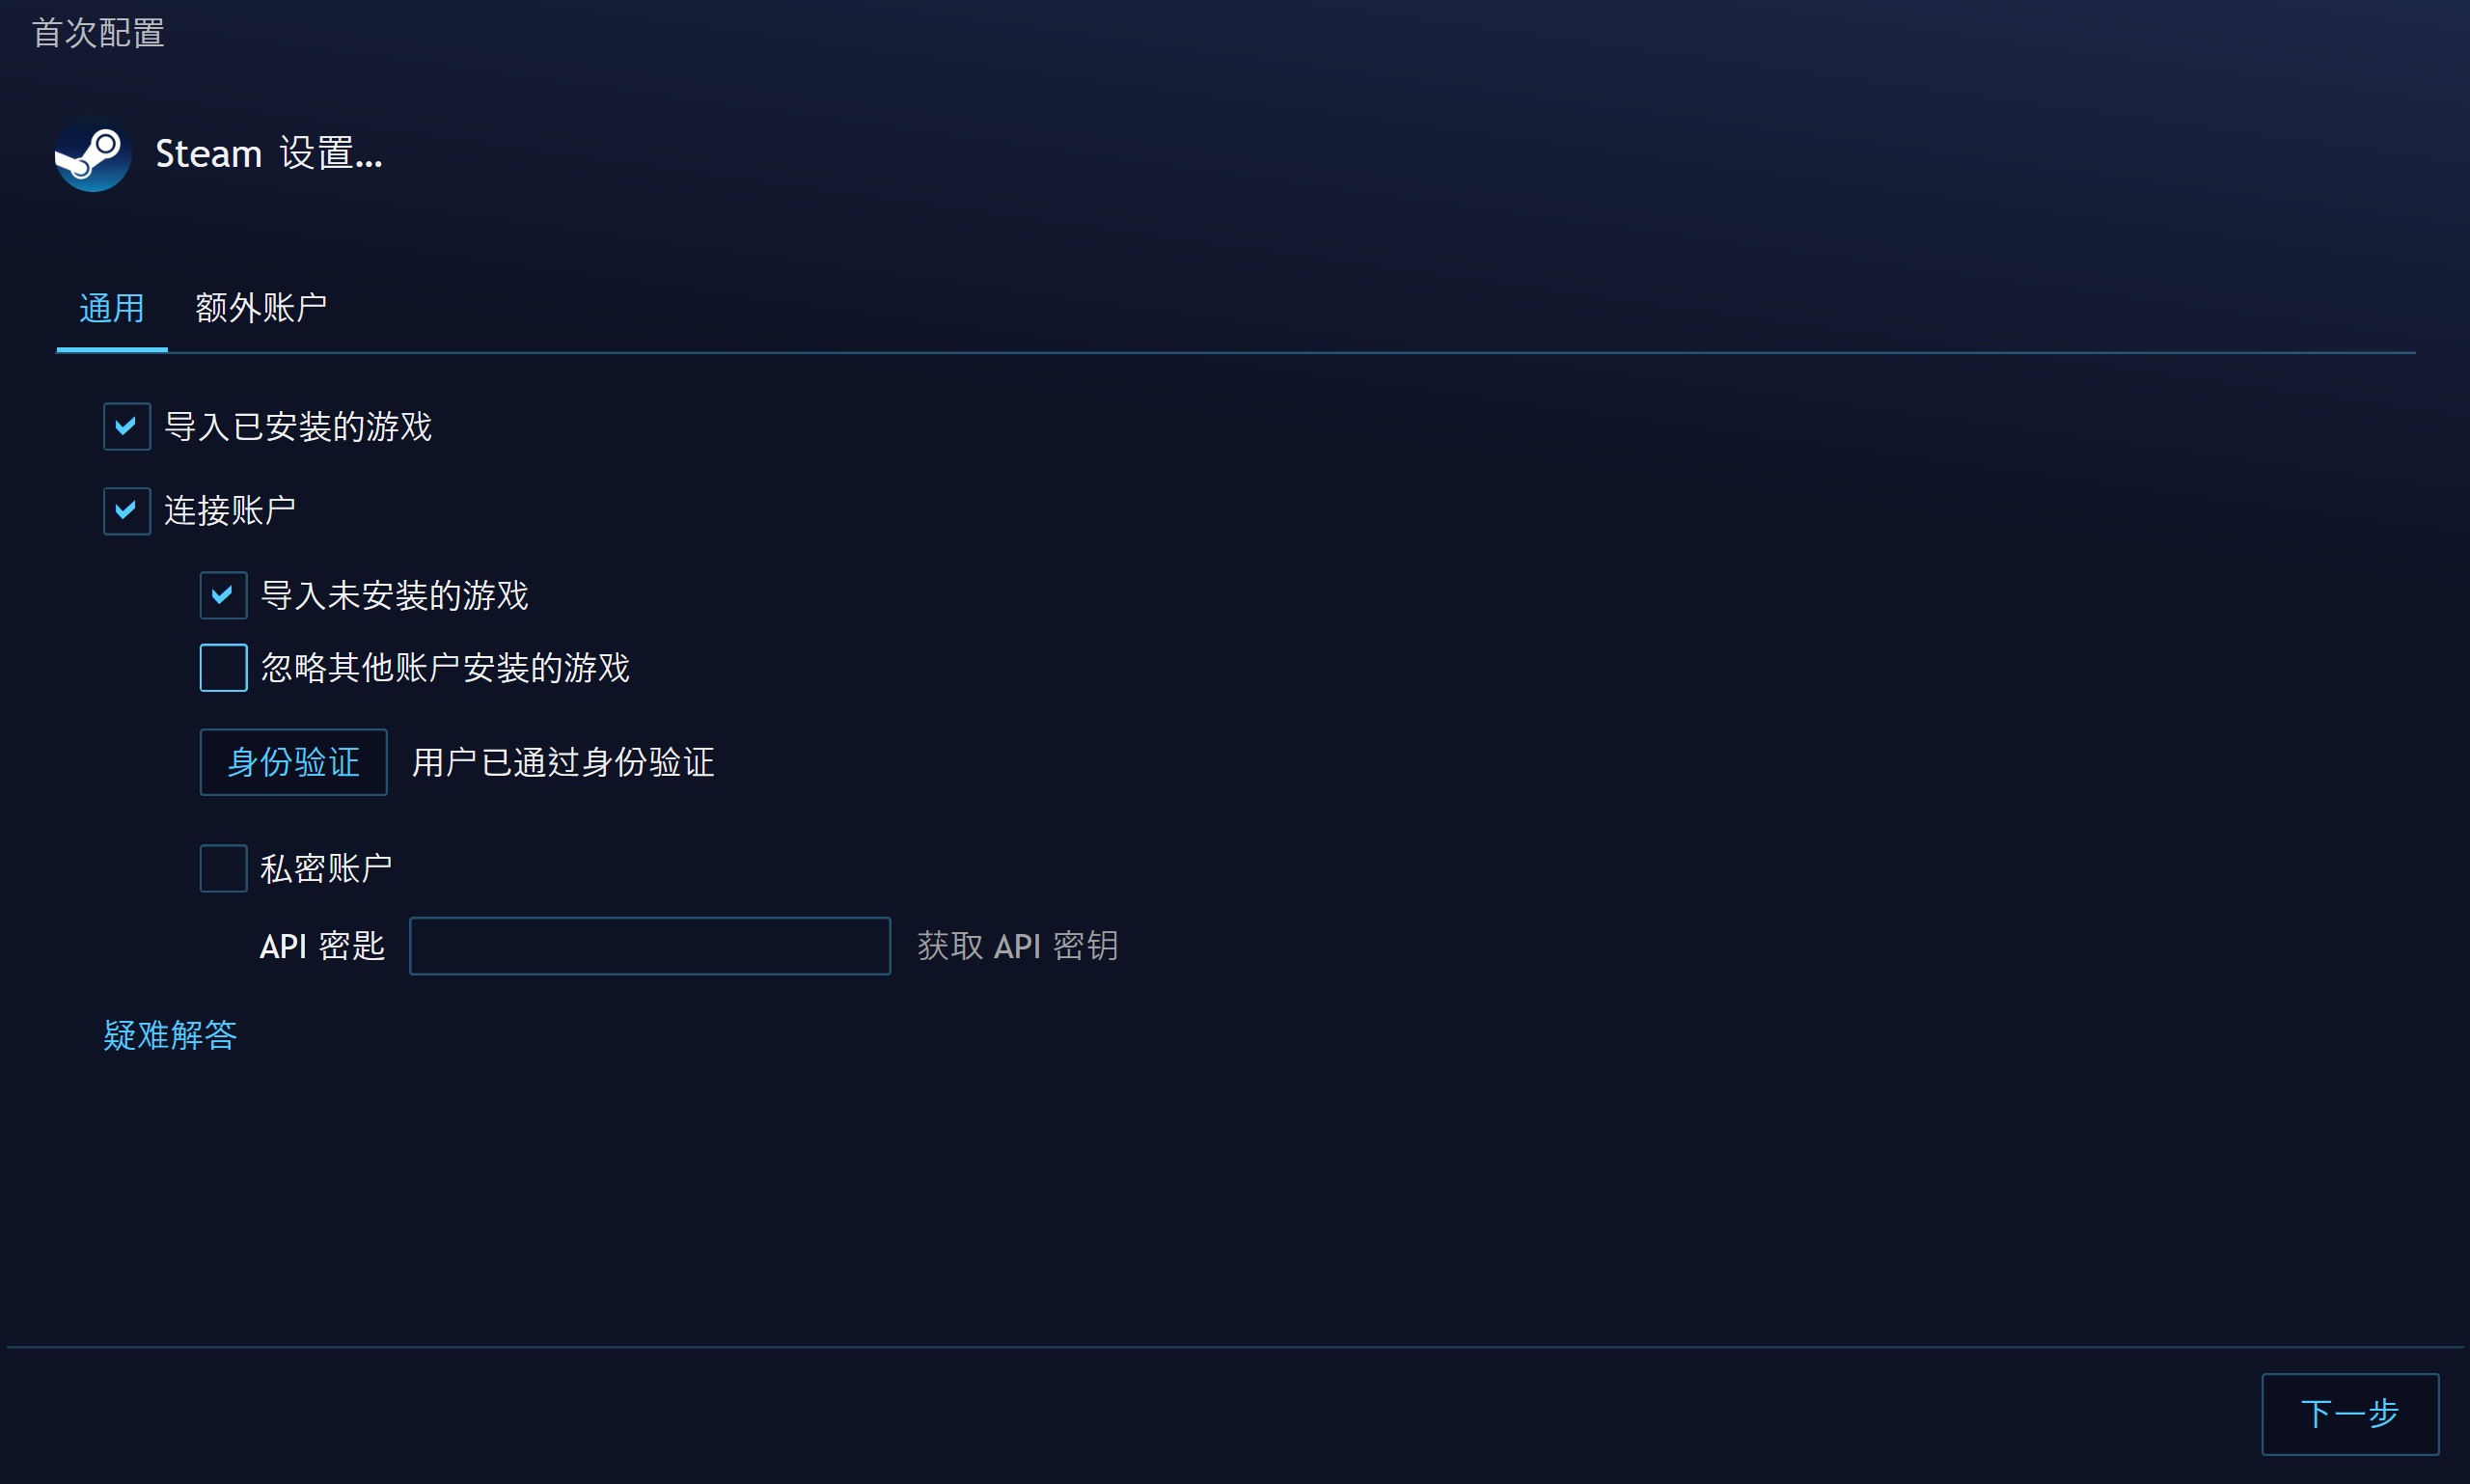 首次配置
Steam 设置...
通用 额外账户
导入已安装的游戏
连接账户
导入未安装的游戏
忽略其他账户安装的游戏
身份验证 用户已通过身份验证
私密账户
API 密匙 获取 API 密钥
疑难解答
下一步